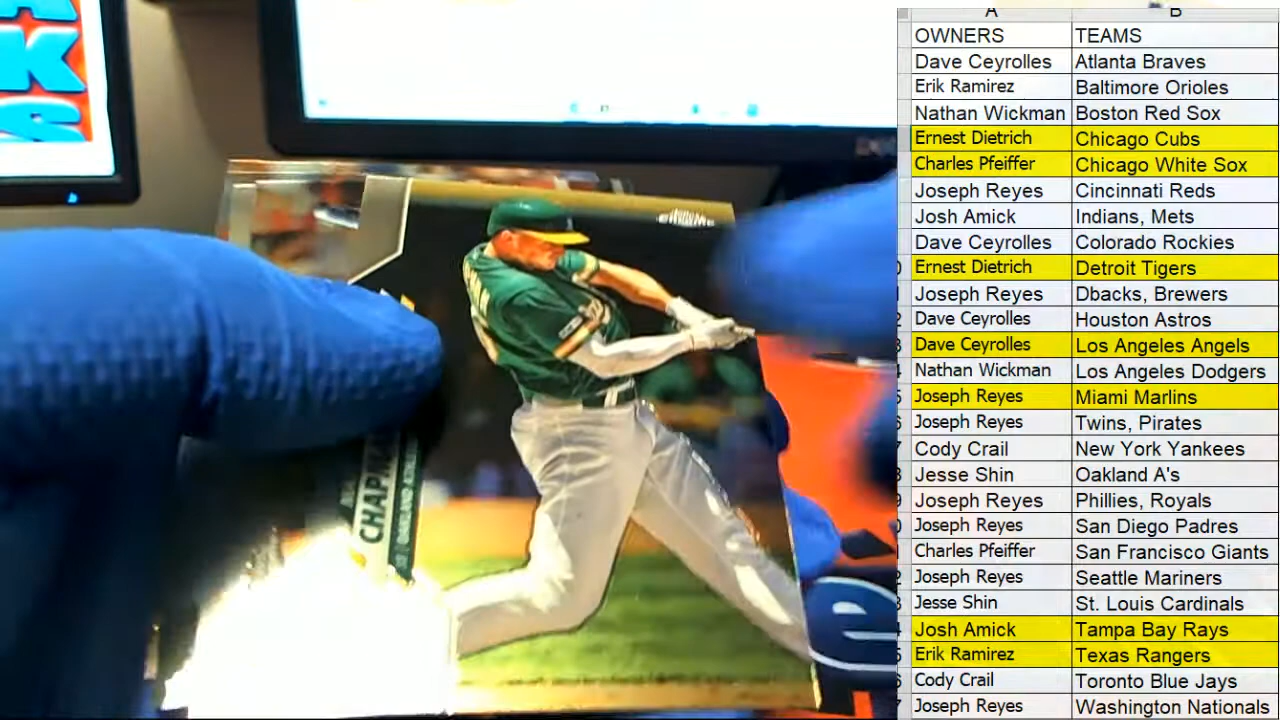 A B
OWNERS TEAMS
Dave Ceyrolles Atlanta Braves
Erik Ramirez Baltimore Orioles
Nathan Wickman Boston Red Sox
Ernest Dietrich Chicago Cubs
Charles Pfeiffer Chicago White Sox
Joseph Reyes Cincinnati Reds
Josh Amick Indians, Mets
Dave Ceyrolles Colorado Rockies
Ernest Dietrich Detroit Tigers
Joseph Reyes Dbacks, Brewers
Dave Ceyrolles Houston Astros
Dave Ceyrolles Los Angeles Angels
Nathan Wickman Los Angeles Dodgers
Joseph Reyes Miami Marlins
Joseph Reyes Twins, Pirates
Cody Crail New York Yankees
Jesse Shin Oakland A's
Joseph Reyes Phillies, Royals
Joseph Reyes San Diego Padres
Charles Pfeiffer San Francisco Giants
Joseph Reyes Seattle Mariners
Jesse Shin St. Louis Cardinals
Josh Amick Tampa Bay Rays
Erik Ramirez Texas Rangers
Cody Crail Toronto Blue Jays
Joseph Reyes Washington Nationals
CHAPMA
e